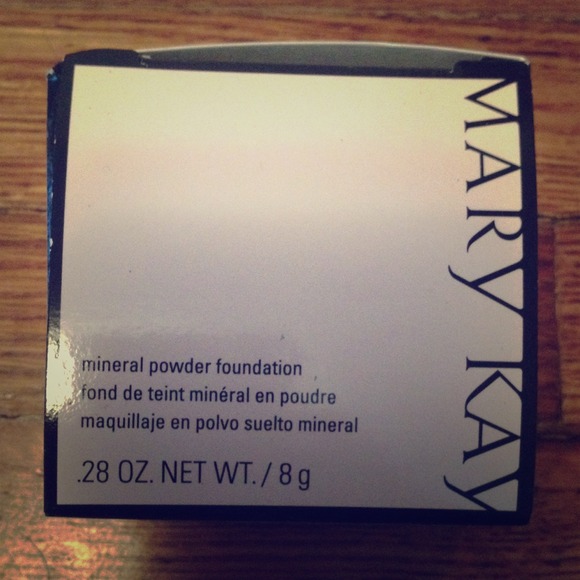 MARY KAY
mineral powder foundation
fond de teint minéral en poudre
maquillaje en polvo suelto mineral
.28 OZ. NET WT. / 8 g